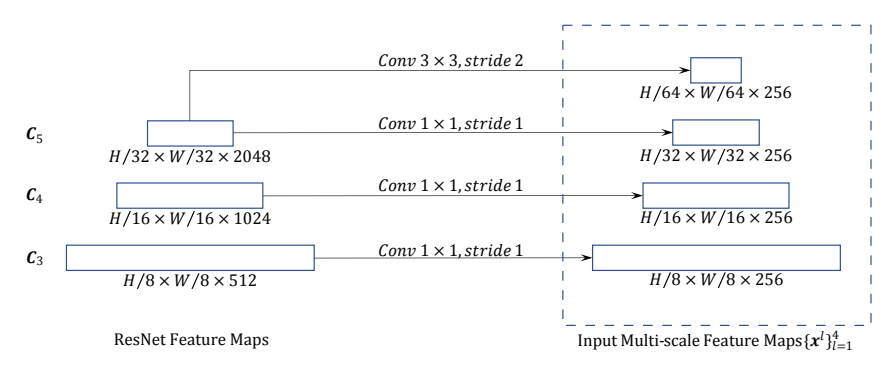 Conv 3 × 3, stride 2
H/64 × W/64 × 256
C₅
Conv 1 × 1, stride 1
H/32 × W/32 × 2048
H/32 × W/32 × 256
C₄
Conv 1 × 1, stride 1
H/16 × W/16 × 1024
H/16 × W/16 × 256
C₃
Conv 1 × 1, stride 1
H/8 × W/8 × 512
H/8 × W/8 × 256
ResNet Feature Maps
Input Multi-scale Feature Maps{xˡ}⁴ₗ₌₁